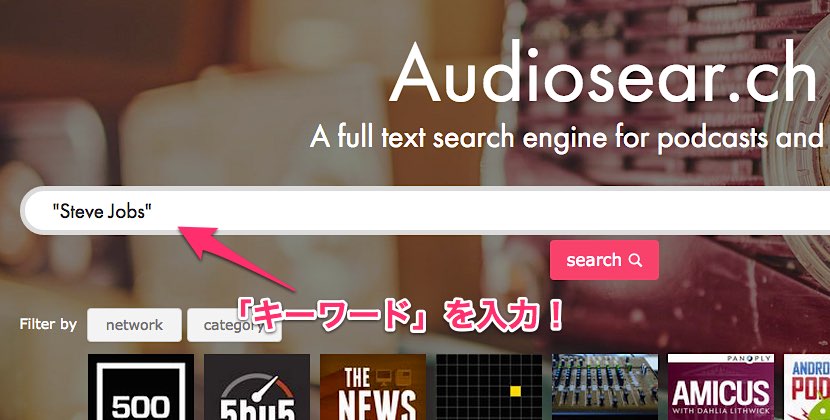 Audiosear.ch
A full text search engine for podcasts and
"Steve Jobs"
search
「キーワード」を入力！
Filter by network category
500
5by5
THE
NEWS
PANOPLY
AMICUS
WITH DAHLIA LITHWICK
ANDRO
POD